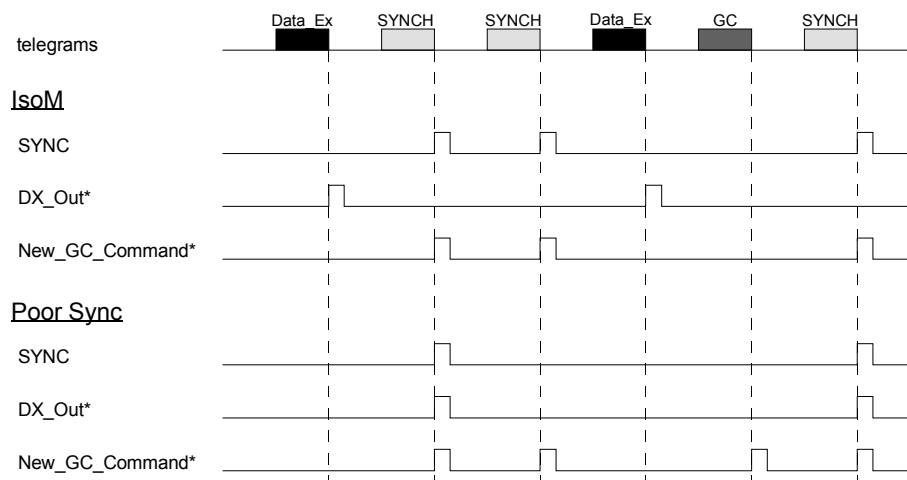 Data_Ex SYNCH SYNCH Data_Ex GC SYNCH
telegrams
IsoM
SYNC
DX_Out*
New_GC_Command*
Poor Sync
SYNC
DX_Out*
New_GC_Command*